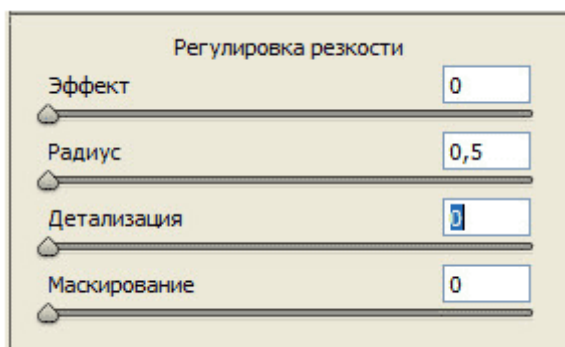 Регулировка резкости
Эффект 0
Радиус 0,5
Детализация 0
Маскирование 0